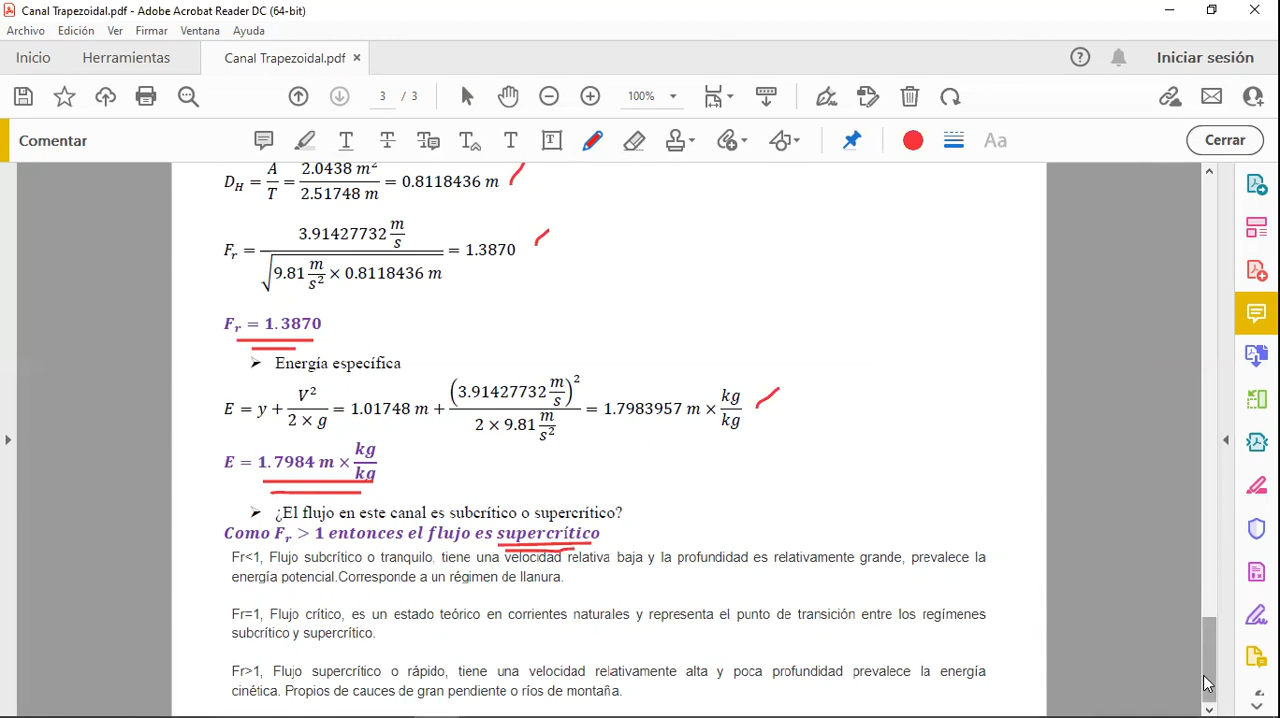 Canal Trapezoidal.pdf - Adobe Acrobat Reader DC (64-bit)
Archivo Edición Ver Firmar Ventana Ayuda
Inicio Herramientas Canal Trapezoidal.pdf × Iniciar sesión
3 / 3 100%
Comentar Cerrar
D_H = A/T = 2.0438 m²/2.51748 m = 0.8118436 m
F_r = 3.91427732 m/s / √(9.81 m/s² × 0.8118436 m) = 1.3870
F_r = 1.3870
➢ Energía específica
E = y + V²/(2 × g) = 1.01748 m + (3.91427732 m/s)²/(2 × 9.81 m/s²) = 1.7983957 m × kg/kg
E = 1.7984 m × kg/kg
➢ ¿El flujo en este canal es subcrítico o supercrítico?
Como F_r > 1 entonces el flujo es supercrítico
Fr<1, Flujo subcrítico o tranquilo, tiene una velocidad relativa baja y la profundidad es relativamente grande, prevalece la
energía potencial.Corresponde a un régimen de llanura.
Fr=1, Flujo crítico, es un estado teórico en corrientes naturales y representa el punto de transición entre los regímenes
subcrítico y supercrítico.
Fr>1, Flujo supercrítico o rápido, tiene una velocidad relativamente alta y poca profundidad prevalece la energía
cinética. Propios de cauces de gran pendiente o ríos de montaña.